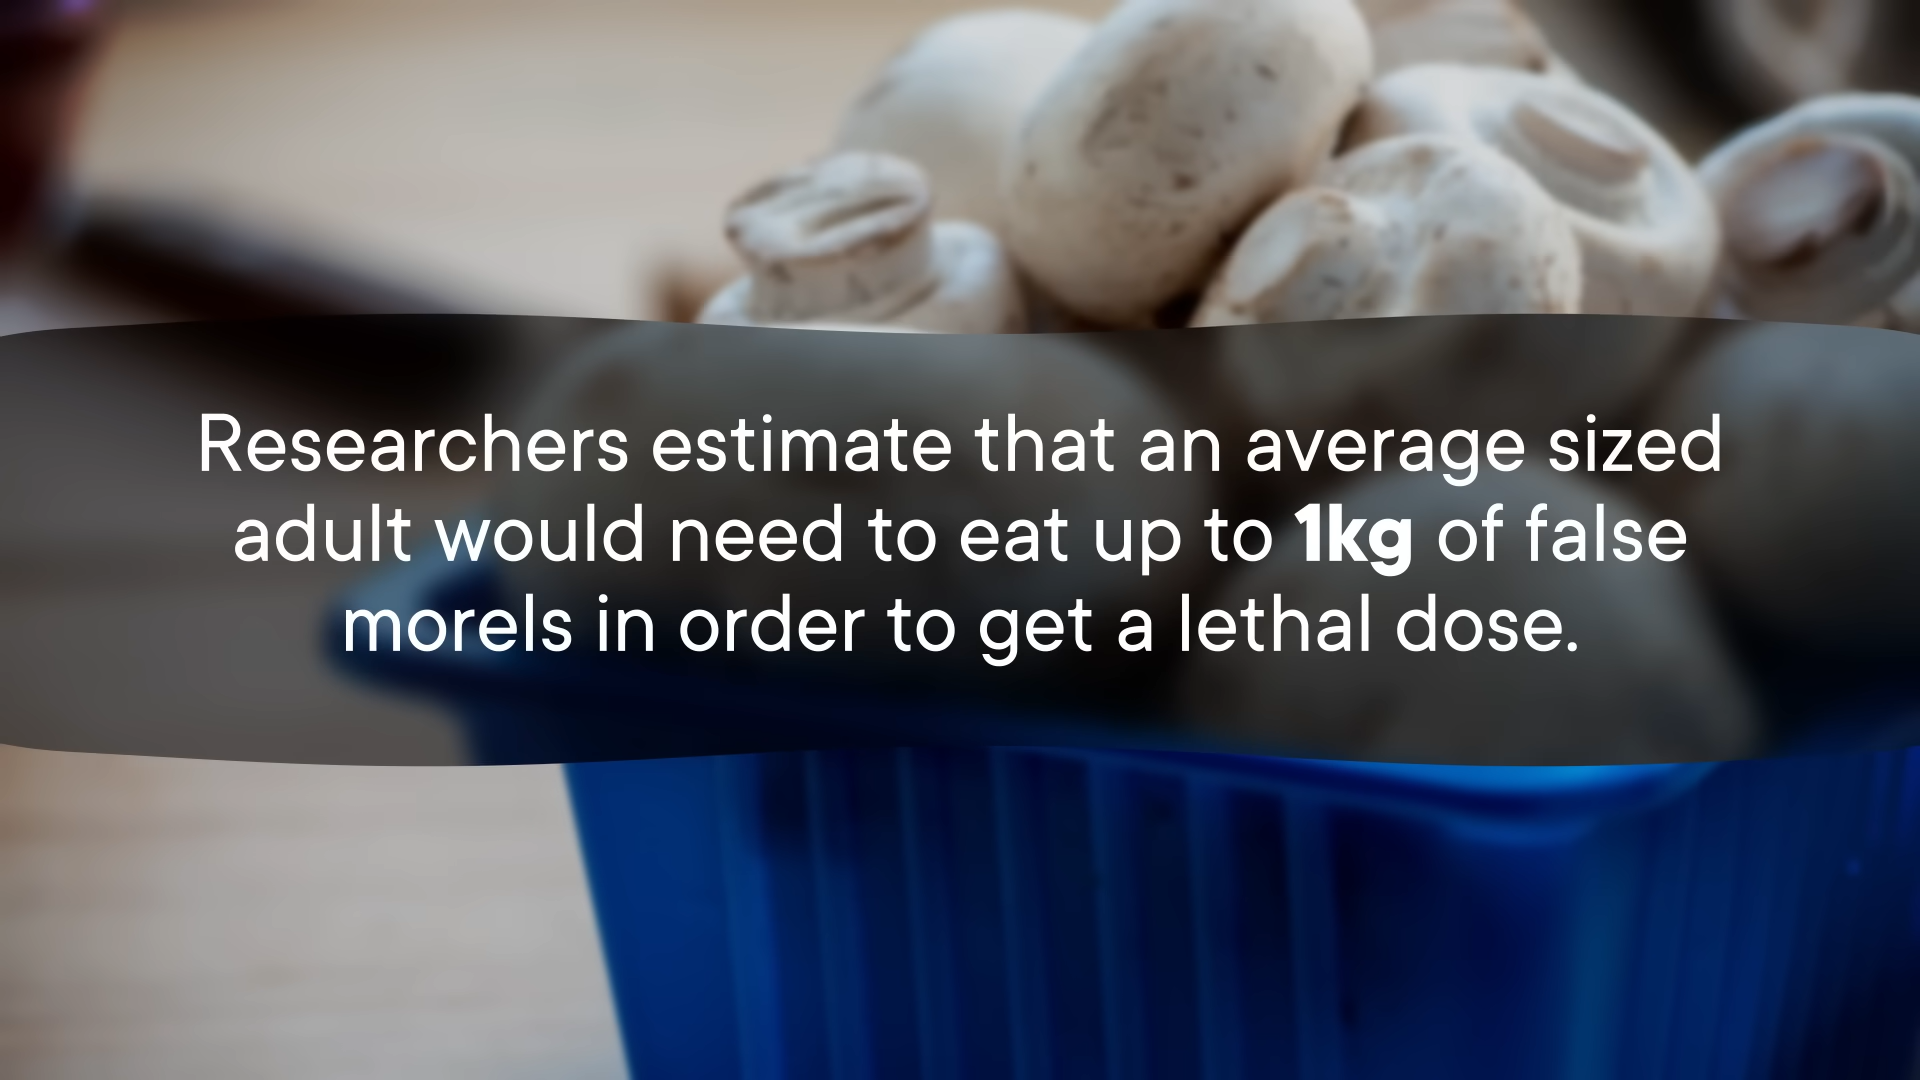 Researchers estimate that an average sized
adult would need to eat up to 1kg of false
morels in order to get a lethal dose.